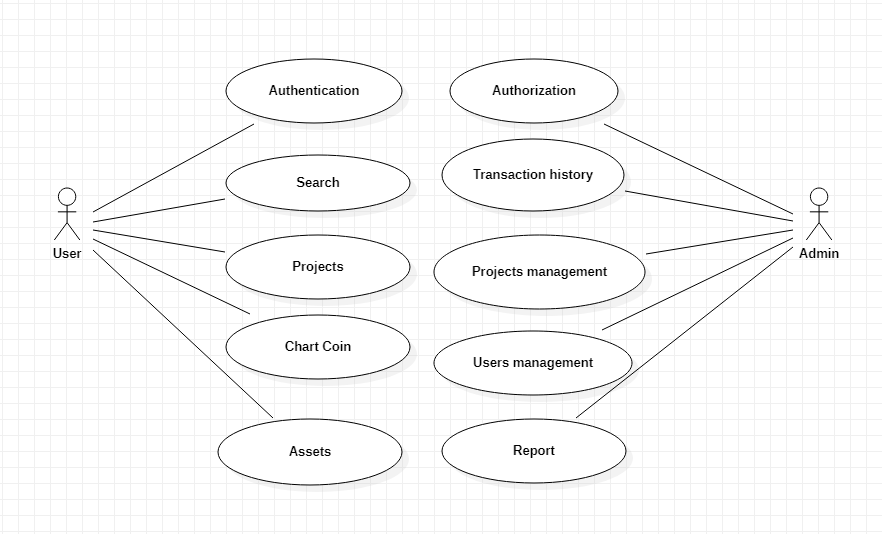 Authentication
Authorization
Transaction history
Search
User
Admin
Projects
Projects management
Chart Coin
Users management
Assets
Report